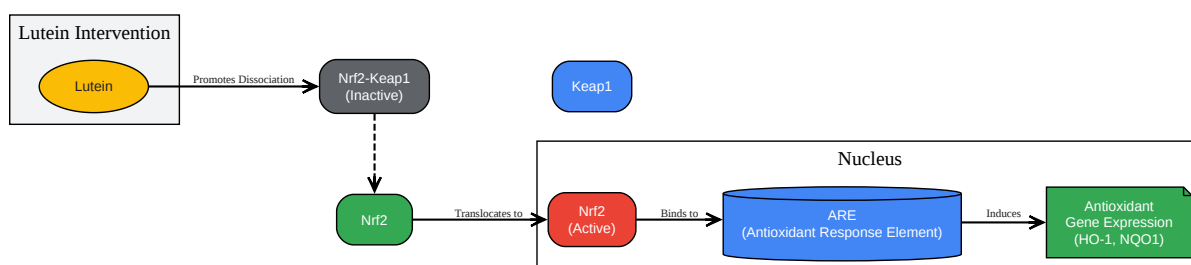 Lutein Intervention
Lutein
Promotes Dissociation
Nrf2-Keap1
(Inactive)
Keap1
Nucleus
Nrf2
Translocates to
Nrf2
(Active)
Binds to
ARE
(Antioxidant Response Element)
Induces
Antioxidant
Gene Expression
(HO-1, NQO1)